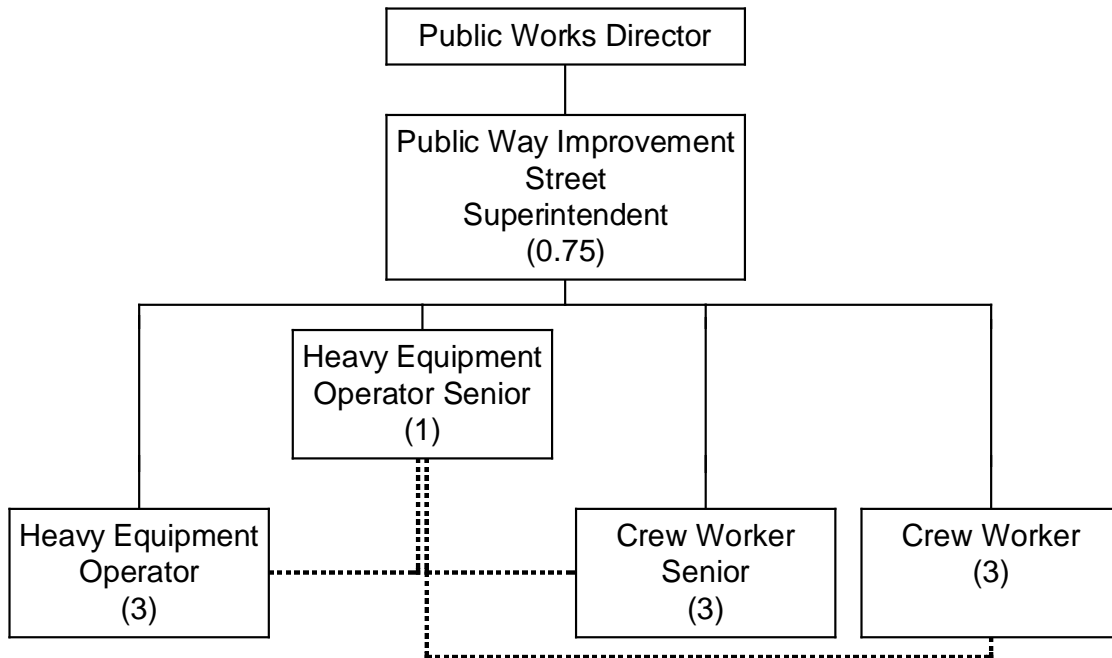 Public Works Director
Public Way Improvement
Street
Superintendent
(0.75)
Heavy Equipment
Operator Senior
(1)
Heavy Equipment
Operator
(3)
Crew Worker
Senior
(3)
Crew Worker
(3)